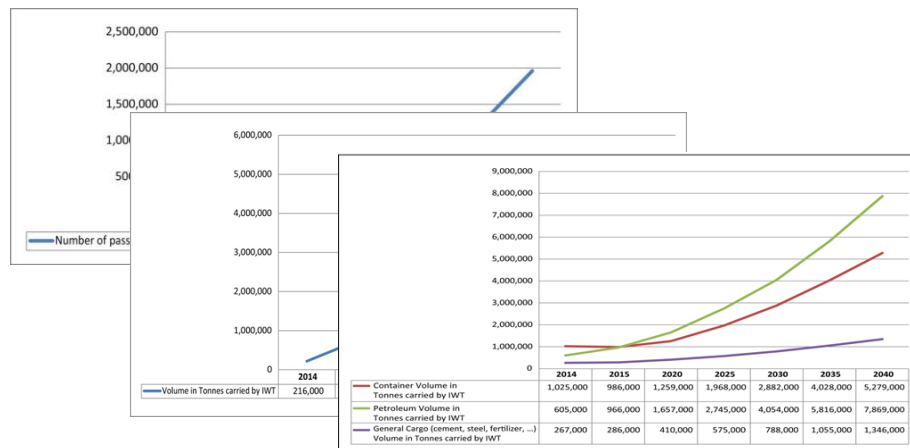 2,500,000
2,000,000
1,500,000
Number of
6,000,000
5,000,000
4,000,000
3,000,000
2,000,000
1,000,000
0
2014
Volume in Tonnes carried by IWT 216,000
9,000,000
8,000,000
7,000,000
6,000,000
5,000,000
4,000,000
3,000,000
2,000,000
1,000,000
0
2014 2015 2020 2025 2030 2035 2040
Container Volume in
Tonnes carried by IWT 1,025,000 986,000 1,259,000 1,968,000 2,882,000 4,028,000 5,279,000
Petroleum Volume in
Tonnes carried by IWT 605,000 966,000 1,657,000 2,745,000 4,054,000 5,816,000 7,869,000
General Cargo (cement, steel, fertilizer, ...)
Volume in Tonnes carried by IWT 267,000 286,000 410,000 575,000 788,000 1,055,000 1,346,000